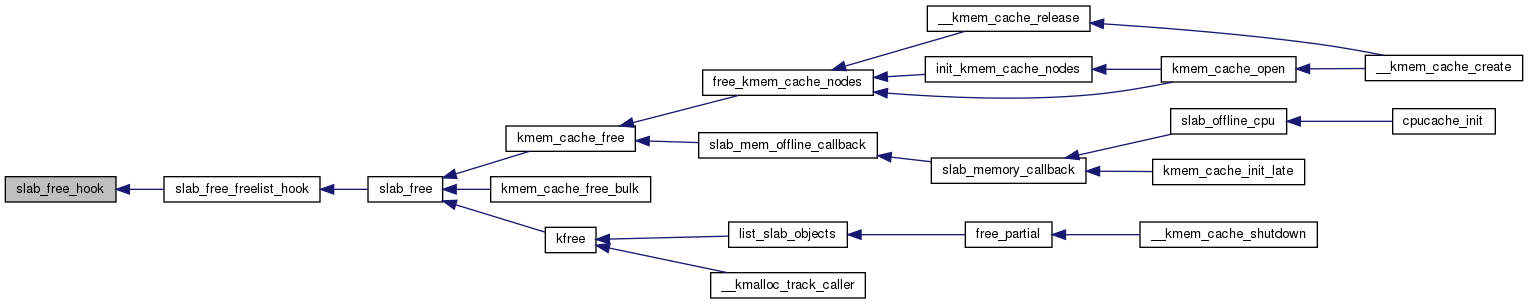 __kmem_cache_release
init_kmem_cache_nodes
kmem_cache_open
__kmem_cache_create
free_kmem_cache_nodes
slab_offline_cpu
cpucache_init
kmem_cache_free
slab_mem_offline_callback
slab_memory_callback
kmem_cache_init_late
slab_free_hook
slab_free_freelist_hook
slab_free
kmem_cache_free_bulk
kfree
list_slab_objects
free_partial
__kmem_cache_shutdown
__kmalloc_track_caller